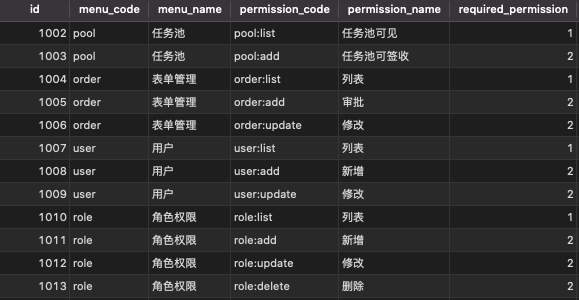 id menu_code menu_name permission_code permission_name required_permission
1002 pool 任务池 pool:list 任务池可见 1
1003 pool 任务池 pool:add 任务池可签收 2
1004 order 表单管理 order:list 列表 1
1005 order 表单管理 order:add 审批 2
1006 order 表单管理 order:update 修改 2
1007 user 用户 user:list 列表 1
1008 user 用户 user:add 新增 2
1009 user 用户 user:update 修改 2
1010 role 角色权限 role:list 列表 1
1011 role 角色权限 role:add 新增 2
1012 role 角色权限 role:update 修改 2
1013 role 角色权限 role:delete 删除 2